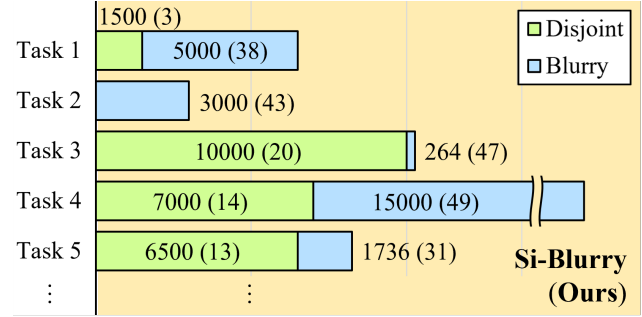 1500 (3)
Disjoint
Blurry
Task 1
5000 (38)
Task 2
3000 (43)
Task 3
10000 (20)
264 (47)
Task 4
7000 (14)
15000 (49)
Task 5
6500 (13)
1736 (31)
Si-Blurry
(Ours)
⋮
⋮